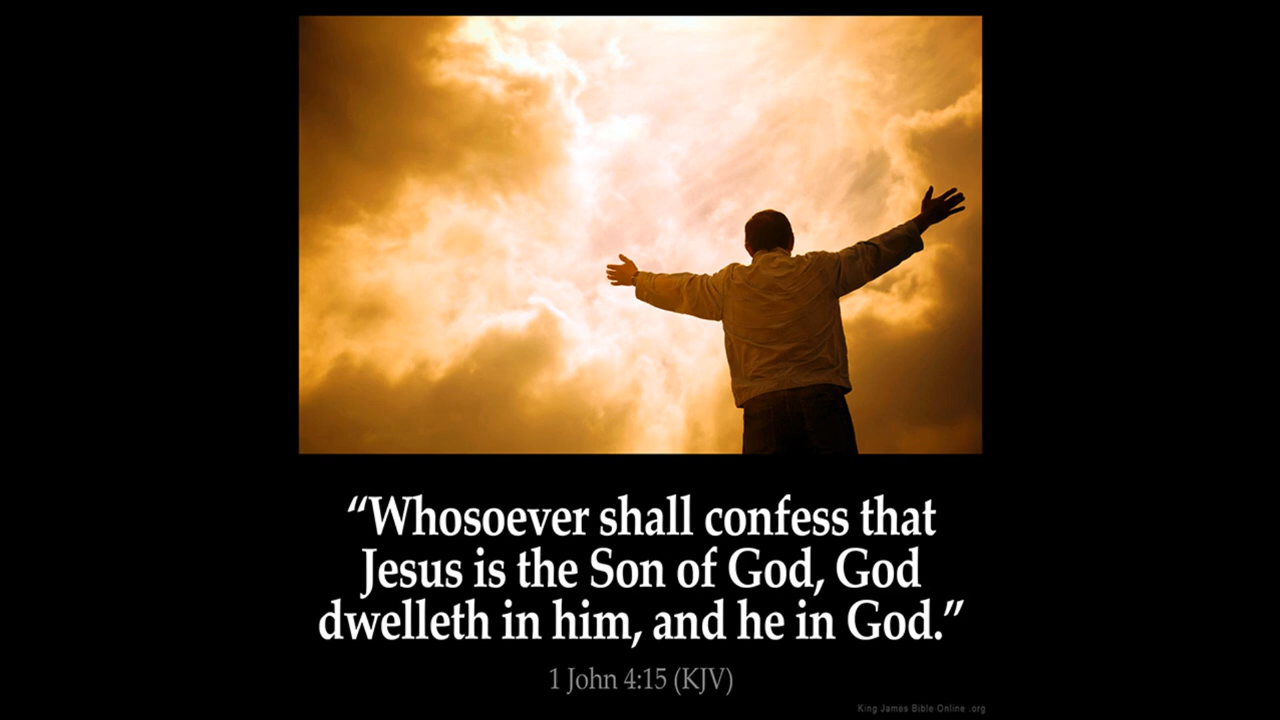 “Whosoever shall confess that
Jesus is the Son of God, God
dwelleth in him, and he in God.”
1 John 4:15 (KJV)
King James Bible Online .org